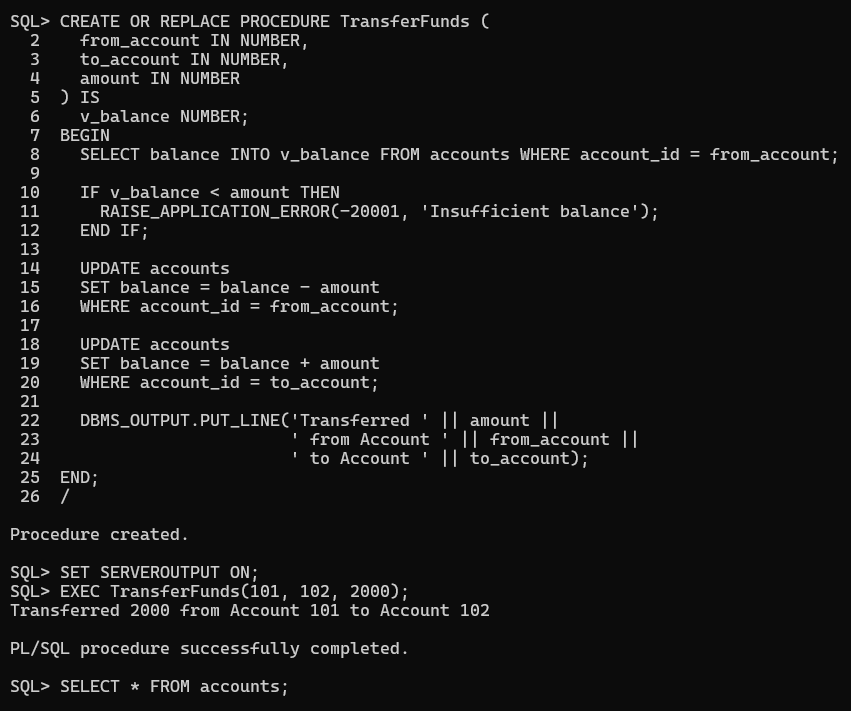 SQL> CREATE OR REPLACE PROCEDURE TransferFunds (
  2    from_account IN NUMBER,
  3    to_account IN NUMBER,
  4    amount IN NUMBER
  5  ) IS
  6    v_balance NUMBER;
  7  BEGIN
  8    SELECT balance INTO v_balance FROM accounts WHERE account_id = from_account;
  9
 10    IF v_balance < amount THEN
 11      RAISE_APPLICATION_ERROR(-20001, 'Insufficient balance');
 12    END IF;
 13
 14    UPDATE accounts
 15    SET balance = balance - amount
 16    WHERE account_id = from_account;
 17
 18    UPDATE accounts
 19    SET balance = balance + amount
 20    WHERE account_id = to_account;
 21
 22    DBMS_OUTPUT.PUT_LINE('Transferred ' || amount ||
 23                         ' from Account ' || from_account ||
 24                         ' to Account ' || to_account);
 25  END;
 26  /
Procedure created.
SQL> SET SERVEROUTPUT ON;
SQL> EXEC TransferFunds(101, 102, 2000);
Transferred 2000 from Account 101 to Account 102
PL/SQL procedure successfully completed.
SQL> SELECT * FROM accounts;